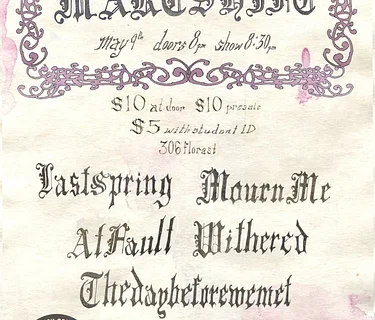 MAKESHIFT
May 9th doors 8pm show 8:30pm
$10 at door $10 presale
$5 with student ID
306 florast
Lastspring MournMe
AtFault Withered
Thedaybeforewemet